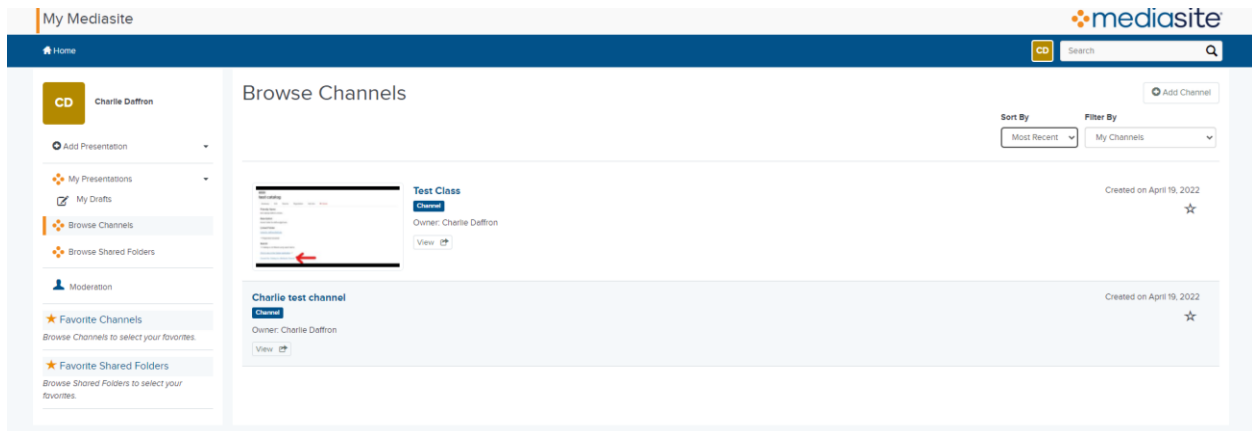 My Mediasite
mediasite
Home
CD
Search
CD
Charlie Daffron
Add Presentation
My Presentations
My Drafts
Browse Channels
Browse Shared Folders
Moderation
Favorite Channels
Browse Channels to select your favorites.
Favorite Shared Folders
Browse Shared Folders to select your
favorites.
Browse Channels
Add Channel
Sort By
Filter By
Most Recent
My Channels
Test Class
Channel
Owner: Charlie Daffron
View
Created on April 19, 2022
Charlie test channel
Channel
Owner: Charlie Daffron
View
Created on April 19, 2022